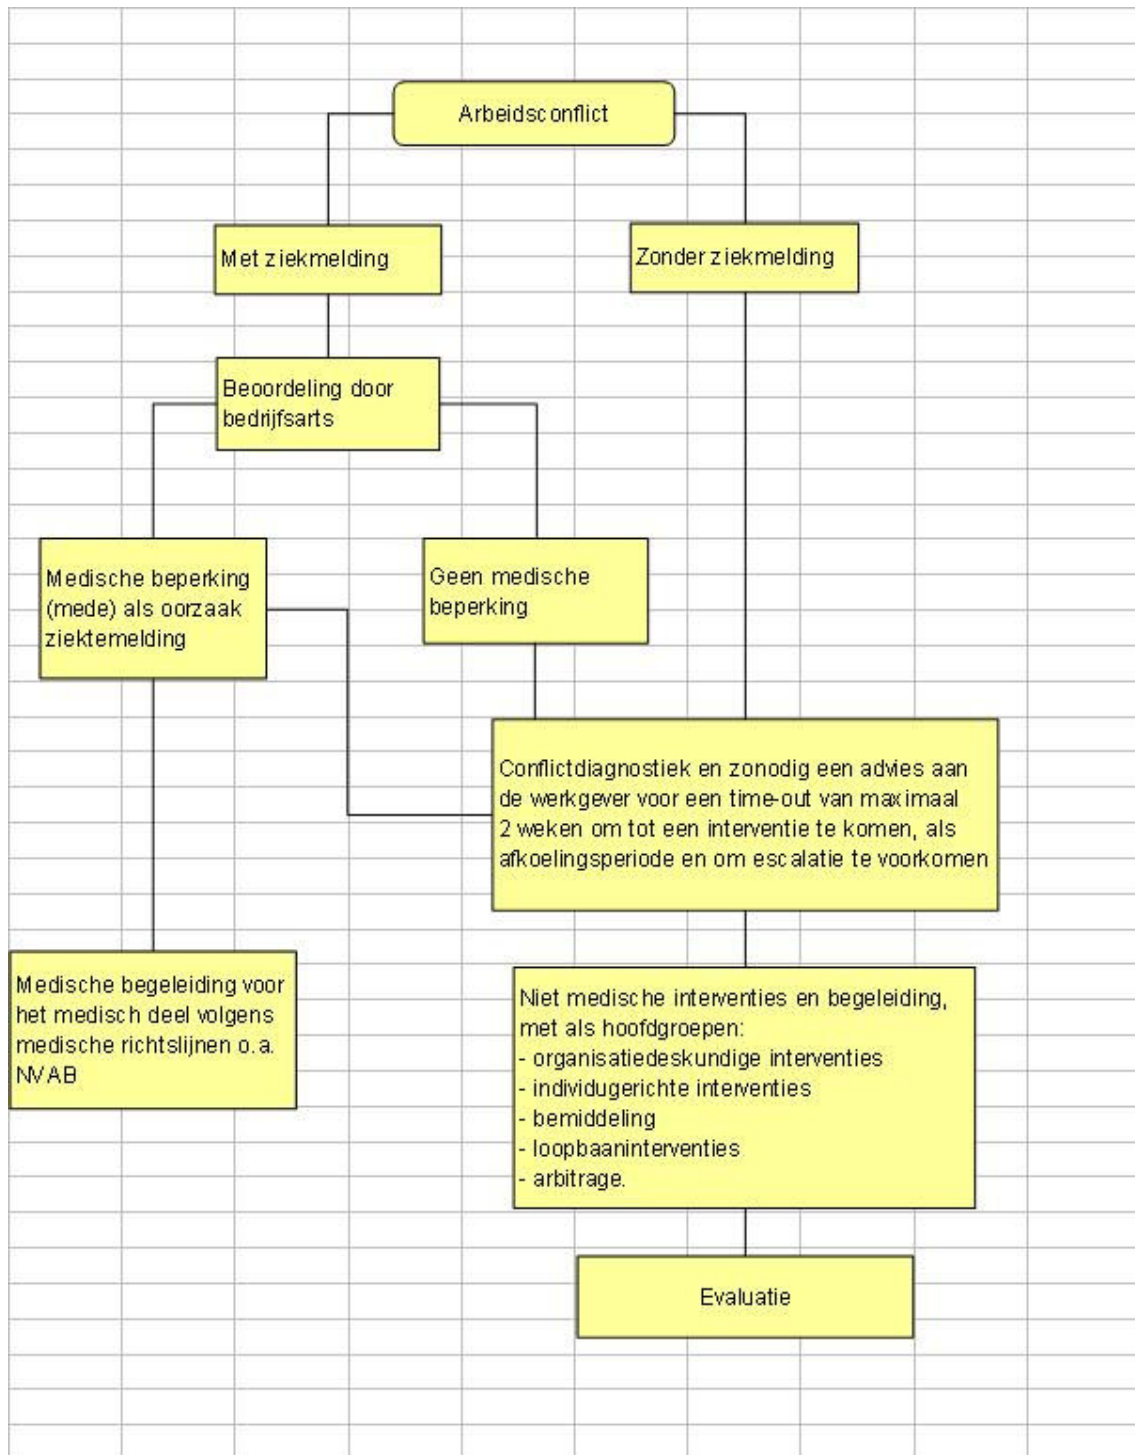 Arbeidsconflict
Met ziekmelding
Zonder ziekmelding
Beoordeling door
bedrijfsarts
Medische beperking
(mede) als oorzaak
ziektemelding
Geen medische
beperking
Conflictdiagnostiek en zonodig een advies aan
de werkgever voor een time-out van maximaal
2 weken om tot een interventie te komen, als
afkoelingsperiode en om escalatie te voorkomen
Medische begeleiding voor
het medisch deel volgens
medische richtslijnen o.a.
NVAB
Niet medische interventies en begeleiding,
met als hoofdgroepen:
- organisatiedeskundige interventies
- individugerichte interventies
- bemiddeling
- loopbaaninterventies
- arbitrage.
Evaluatie